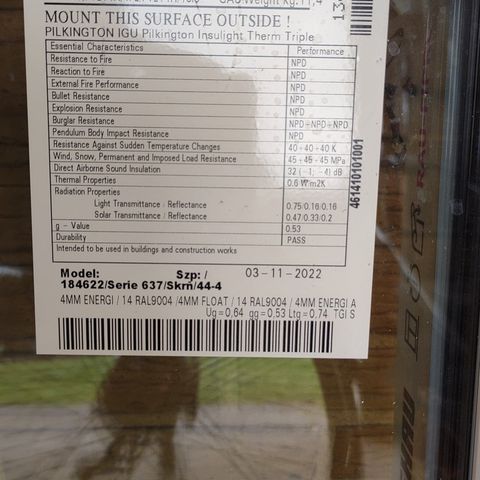 GAS:Weight Kg:11,4
MOUNT THIS SURFACE OUTSIDE !
PILKINGTON IGU Pilkington Insulight Therm Triple
Essential Characteristics Performance
Resistance to Fire NPD
Reaction to Fire NPD
External Fire Performance NPD
Bullet Resistance NPD
Explosion Resistance NPD
Burglar Resistance NPD-NPD-NPD
Pendulum Body Impact Resistance NPD
Resistance Against Sudden Temperature Changes 40-40-40 K
Wind, Snow, Permanent and Imposed Load Resistance 45-45-45 MPa
Direct Airborne Sound Insulation 32 (-1; -4) dB
Thermal Properties 0.6 W/m2K
Radiation Properties
Light Transmittance / Reflectance 0.75/0.16/0.16
Solar Transmittance / Reflectance 0.47/0.33/0.2
g - Value 0.53
Durability PASS
Intended to be used in buildings and construction works
Model: Szp: / 03-11-2022
184622/Serie 637/Skrn/44-4
4MM ENERGI / 14 RAL9004 /4MM FLOAT / 14 RAL9004 / 4MM ENERGI A
Ug=0,64 gg=0,53 Ltg=0,74 TGI S
461410101001